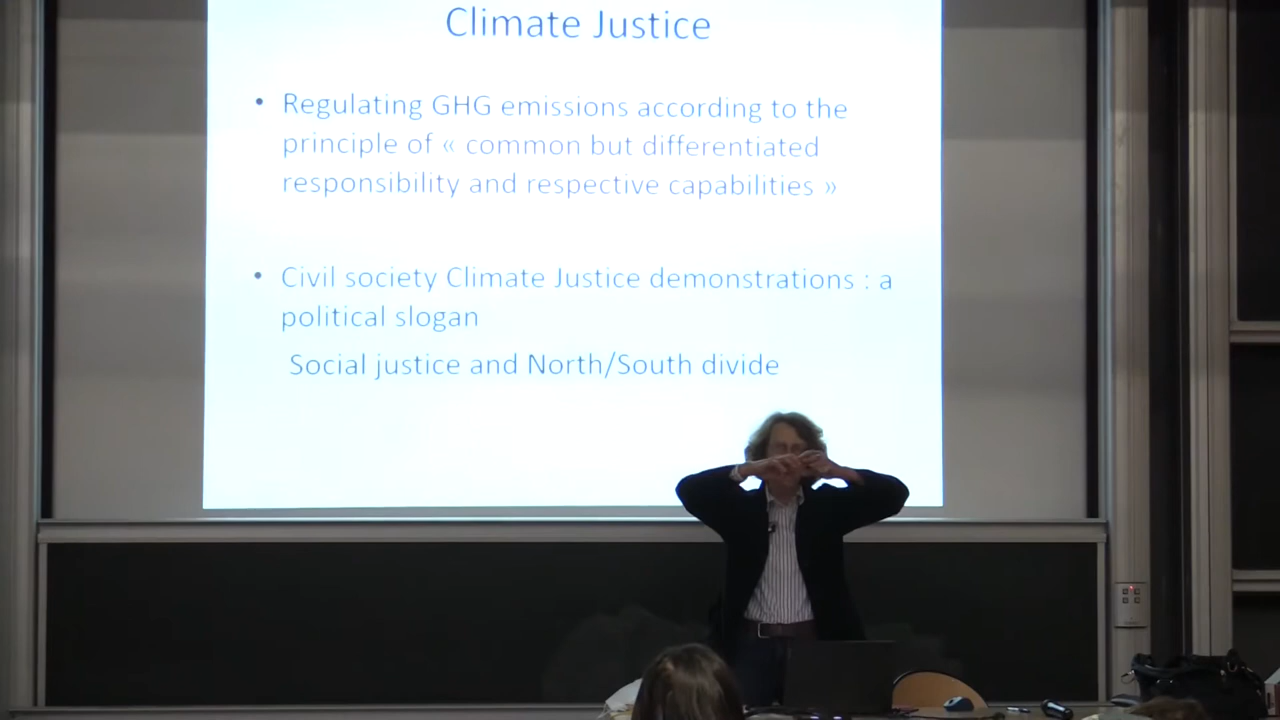 Climate Justice
• Regulating GHG emissions according to the
principle of « common but differentiated
responsibility and respective capabilities »
• Civil society Climate Justice demonstrations : a
political slogan
Social justice and North/South divide